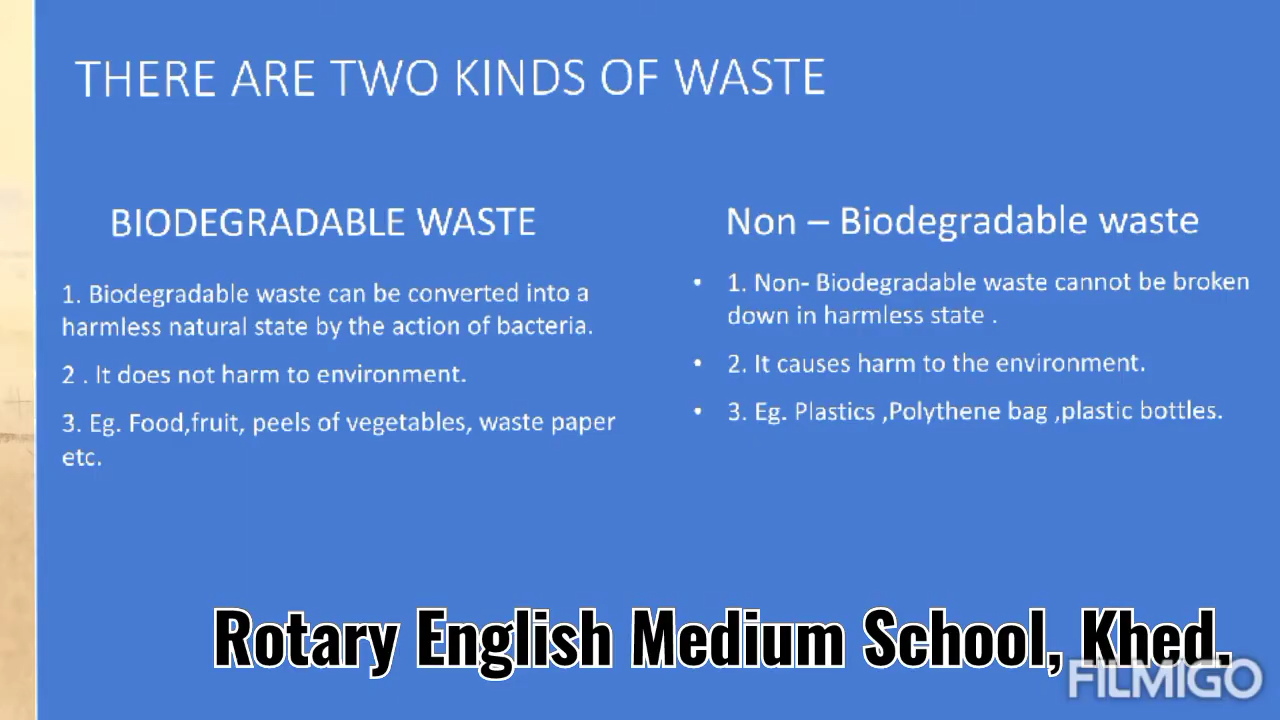 THERE ARE TWO KINDS OF WASTE
BIODEGRADABLE WASTE
1. Biodegradable waste can be converted into a
harmless natural state by the action of bacteria.
2 . It does not harm to environment.
3. Eg. Food,fruit, peels of vegetables, waste paper
etc.
Non – Biodegradable waste
• 1. Non- Biodegradable waste cannot be broken
down in harmless state .
• 2. It causes harm to the environment.
• 3. Eg. Plastics ,Polythene bag ,plastic bottles.
Rotary English Medium School, Khed.
FILMIGO